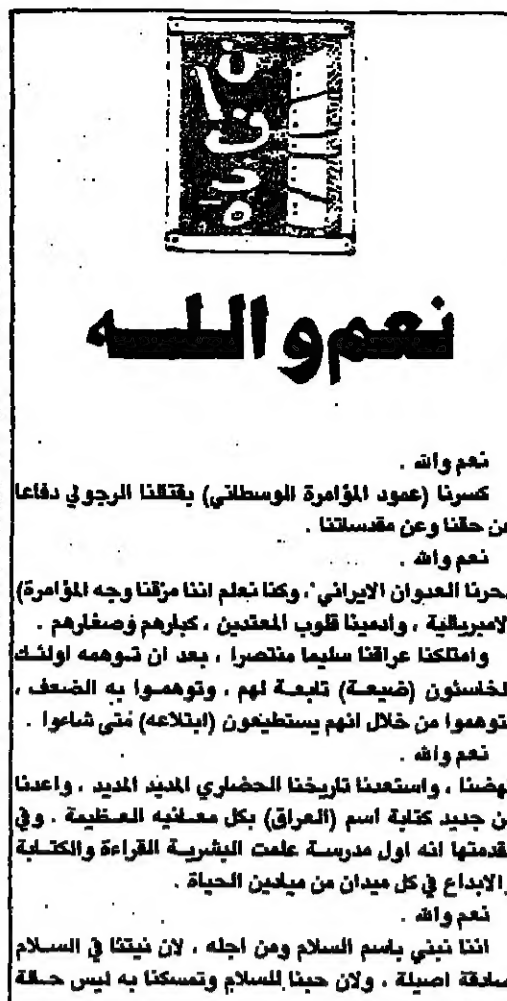 نافذة
نعم والله
نعم والله .
كسرنا (عمود المؤامرة الوسطاني) بقتالنا الرجولي دفاعا
عن حقنا وعن مقدساتنا .
نعم والله .
دحرنا العدوان الايراني ، وكنا نعلم اننا مزقنا وجه المؤامرة)
الامبريالية ، وادمينا قلوب المعتدين ، كبارهم وصغارهم .
وامتلكنا عراقنا سليما منتصرا ، بعد ان توهمه اولئك
الخاسئون (ضيعة) تابعة لهم ، وتوهموا به الضعف ،
وتوهموا من خلال انهم يستطيعون (ابتلاعه) متى شاءوا .
نعم والله .
نهضنا ، واستعدنا تاريخنا الحضاري المديد المديد ، واعدنا
من جديد كتابة اسم (العراق) بكل معانيه العظيمة . وفي
مقدمتها انه اول مدرسة علمت البشرية القراءة والكتابة
والابداع في كل ميدان من ميادين الحياة .
نعم والله .
اننا نبني باسم السلام ومن اجله ، لان نيتنا في السلام
صادقة اصيلة ، ولان حبنا للسلام وتمسكنا به ليس حالة